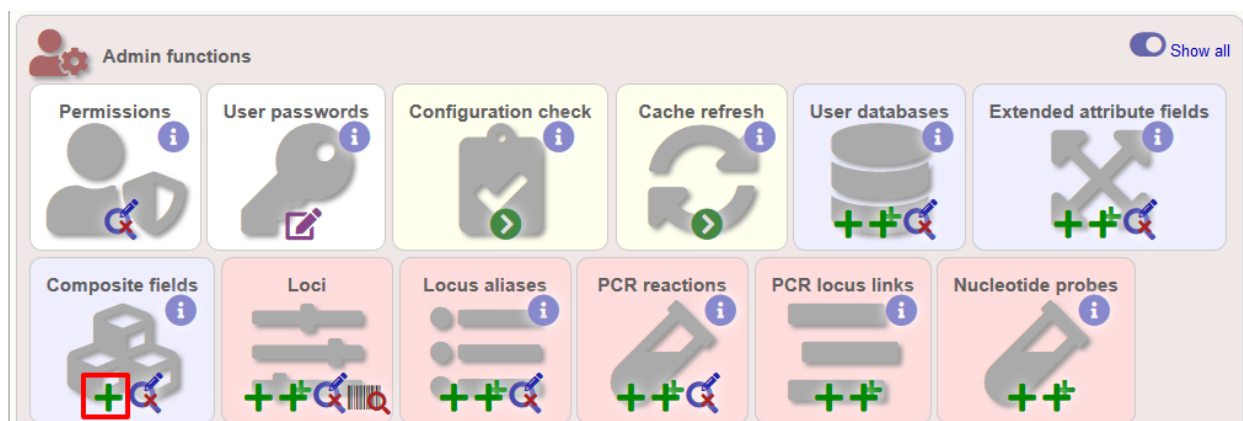 Admin functions
Show all
Permissions
User passwords
Configuration check
Cache refresh
User databases
Extended attribute fields
Composite fields
Loci
Locus aliases
PCR reactions
PCR locus links
Nucleotide probes